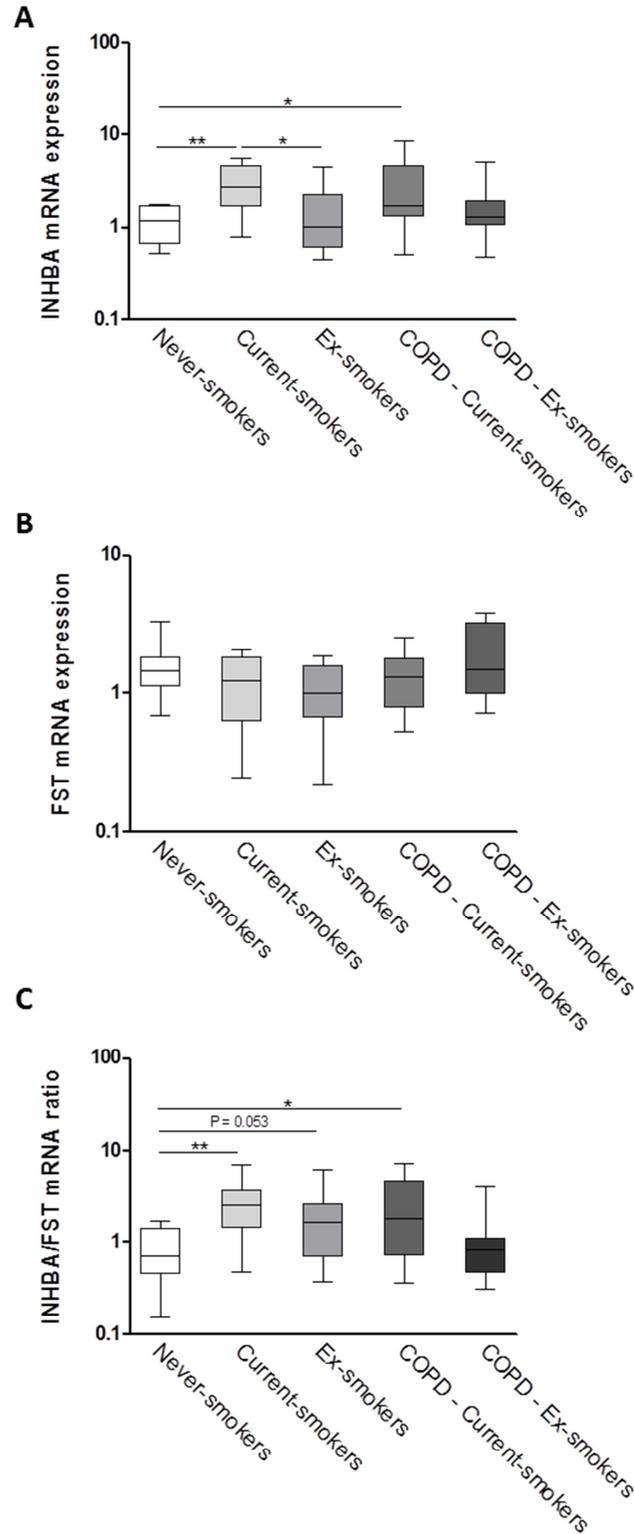 A
INHBA mRNA expression
100
10
1
0.1
*
** *
Never-smokers
Current-smokers
Ex-smokers
COPD - Current-smokers
COPD - Ex-smokers
B
FST mRNA expression
10
1
0.1
Never-smokers
Current-smokers
Ex-smokers
COPD - Current-smokers
COPD - Ex-smokers
C
INHBA/FST mRNA ratio
100
10
1
0.1
*
P= 0.053
**
Never-smokers
Current-smokers
Ex-smokers
COPD - Current-smokers
COPD - Ex-smokers